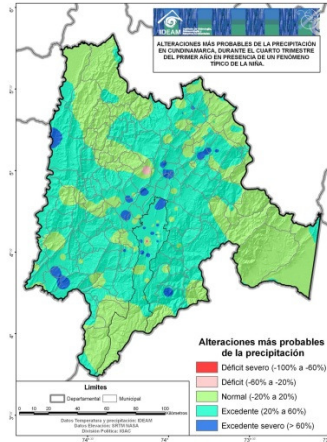 IDEAM
ALTERACIONES MÁS PROBABLES DE LA PRECIPITACIÓN
EN CUNDINAMARCA, DURANTE EL CUARTO TRIMESTRE
DEL PRIMER AÑO EN PRESENCIA DE UN FENÓMENO
TÍPICO DE LA NIÑA.
Alteraciones más probables
de la precipitación
Déficit severo (-100% a -60%)
Déficit (-60% a -20%)
Normal (-20% a 20%)
Excedente (20% a 60%)
Excedente severo (> 60%)
Límites
Departamental
Municipal
Datos Temperatura y precipitación: IDEAM
Datos Elevación: SRTM NASA
División Política: IGAC